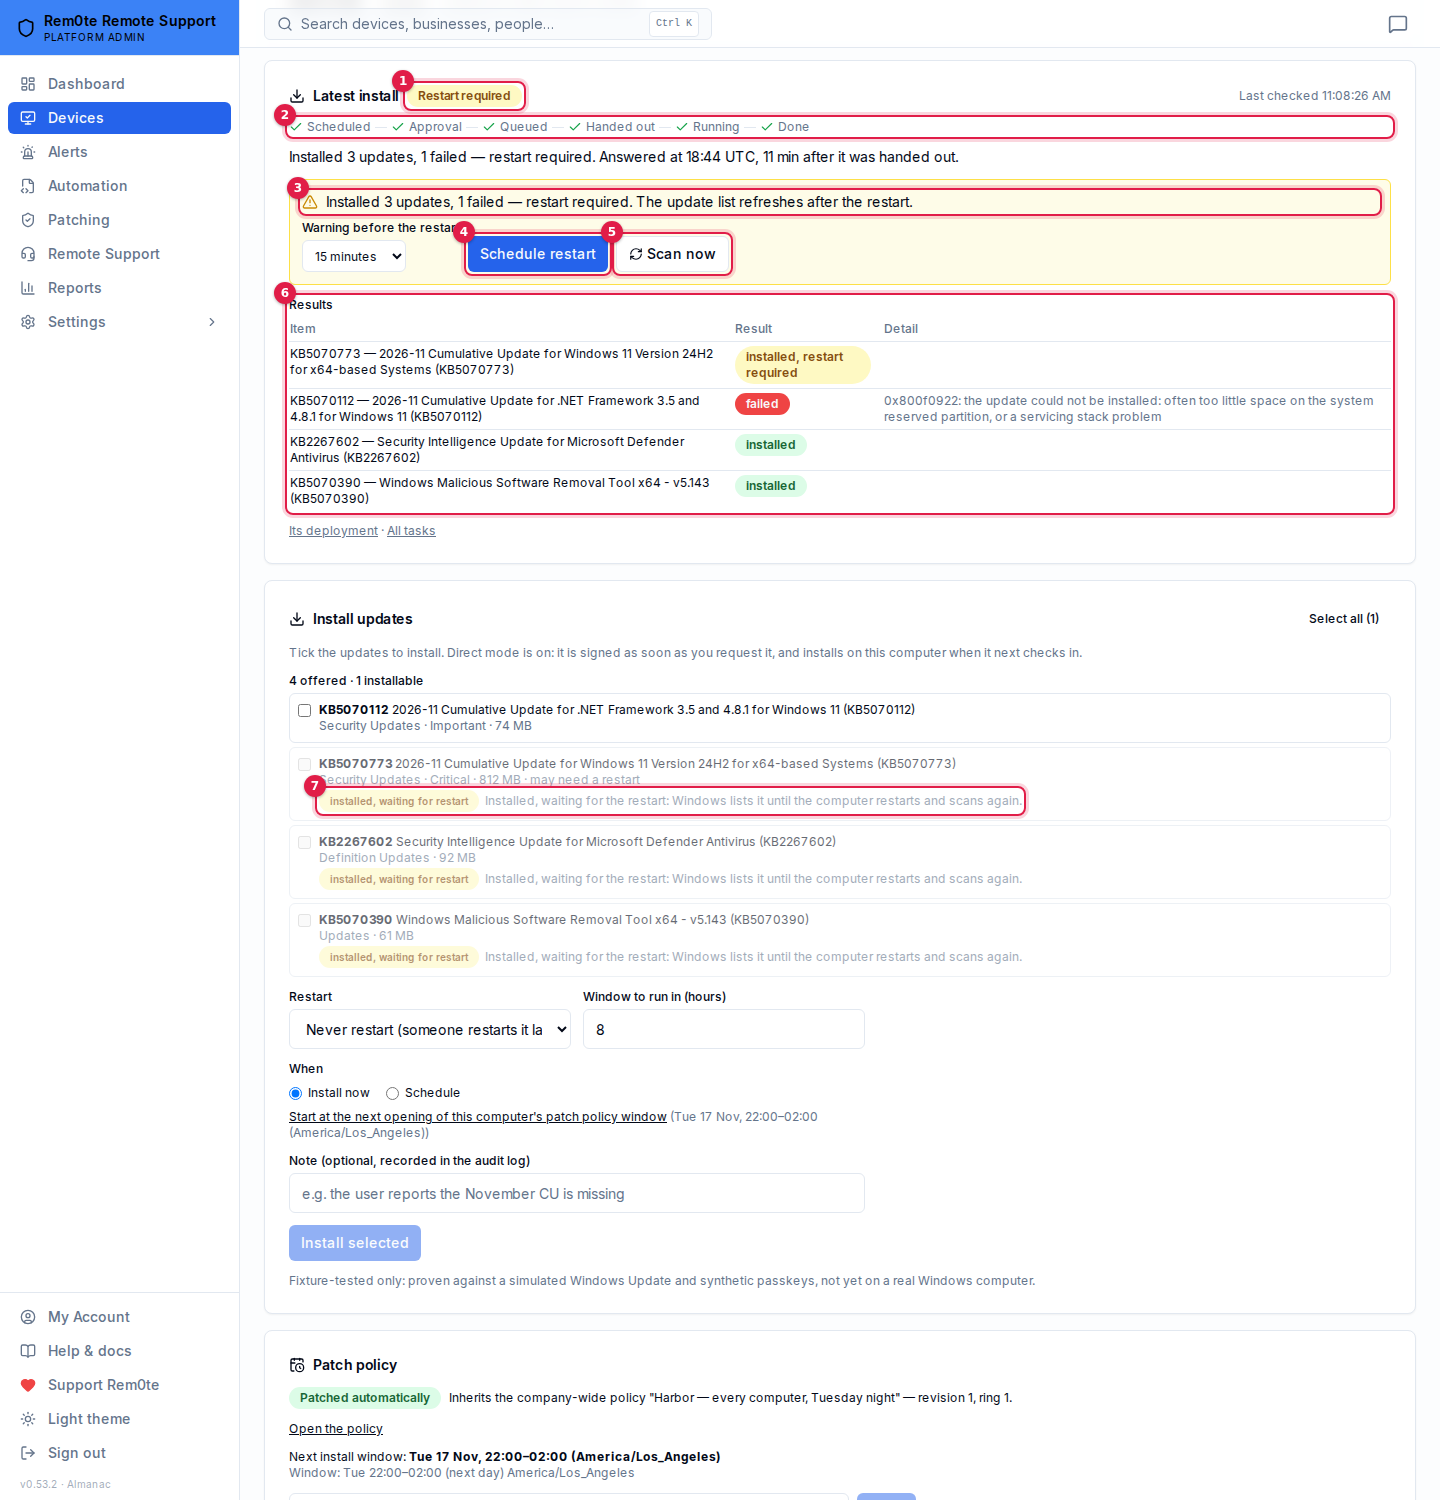 Rem0te Remote Support
PLATFORM ADMIN
Search devices, businesses, people...
Ctrl K
Dashboard
Devices
Alerts
Automation
Patching
Remote Support
Reports
Settings
1
Latest install
Restart required
Last checked 11:08:26 AM
2
Scheduled — Approval — Queued — Handed out — Running — Done
Installed 3 updates, 1 failed — restart required. Answered at 18:44 UTC, 11 min after it was handed out.
3
Installed 3 updates, 1 failed — restart required. The update list refreshes after the restart.
Warning before the restart
4
5
15 minutes
Schedule restart
Scan now
6
Results
Item Result Detail
KB5070773 — 2026-11 Cumulative Update for Windows 11 Version 24H2
for x64-based Systems (KB5070773)
installed, restart
required
KB5070112 — 2026-11 Cumulative Update for .NET Framework 3.5 and
4.8.1 for Windows 11 (KB5070112)
failed
0x800f0922: the update could not be installed: often too little space on the system
reserved partition, or a servicing stack problem
KB2267602 — Security Intelligence Update for Microsoft Defender
Antivirus (KB2267602)
installed
KB5070390 — Windows Malicious Software Removal Tool x64 - v5.143
(KB5070390)
installed
Its deployment · All tasks
Install updates
Select all (1)
Tick the updates to install. Direct mode is on: it is signed as soon as you request it, and installs on this computer when it next checks in.
4 offered · 1 installable
KB5070112 2026-11 Cumulative Update for .NET Framework 3.5 and 4.8.1 for Windows 11 (KB5070112)
Security Updates · Important · 74 MB
KB5070773 2026-11 Cumulative Update for Windows 11 Version 24H2 for x64-based Systems (KB5070773)
Security Updates · Critical · 812 MB · may need a restart
7
installed, waiting for restart Installed, waiting for the restart: Windows lists it until the computer restarts and scans again.
KB2267602 Security Intelligence Update for Microsoft Defender Antivirus (KB2267602)
Definition Updates · 92 MB
installed, waiting for restart Installed, waiting for the restart: Windows lists it until the computer restarts and scans again.
KB5070390 Windows Malicious Software Removal Tool x64 - v5.143 (KB5070390)
Updates · 61 MB
installed, waiting for restart Installed, waiting for the restart: Windows lists it until the computer restarts and scans again.
Restart
Window to run in (hours)
Never restart (someone restarts it la
8
When
Install now
Schedule
Start at the next opening of this computer's patch policy window (Tue 17 Nov, 22:00–02:00
(America/Los_Angeles))
Note (optional, recorded in the audit log)
e.g. the user reports the November CU is missing
Install selected
Fixture-tested only: proven against a simulated Windows Update and synthetic passkeys, not yet on a real Windows computer.
Patch policy
Patched automatically Inherits the company-wide policy "Harbor — every computer, Tuesday night" — revision 1, ring 1.
Open the policy
Next install window: Tue 17 Nov, 22:00–02:00 (America/Los_Angeles)
Window: Tue 22:00–02:00 (next day) America/Los_Angeles
My Account
Help & docs
Support Rem0te
Light theme
Sign out
v0.53.2 · Almanac